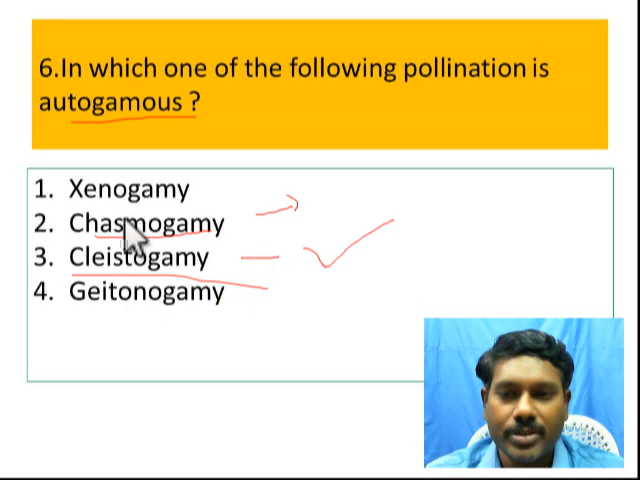 6.In which one of the following pollination is
autogamous ?
1. Xenogamy
2. Chasmogamy
3. Cleistogamy
4. Geitonogamy